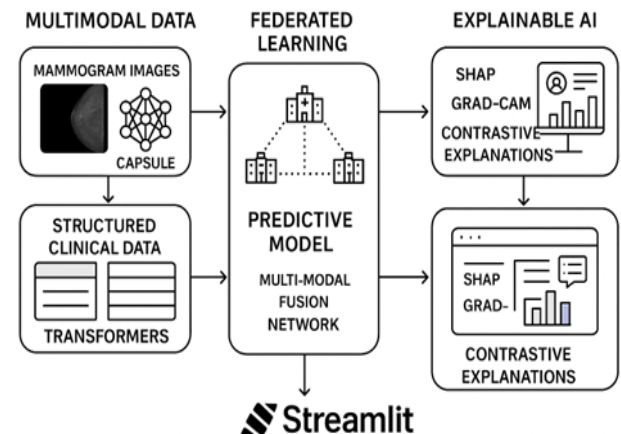 MULTIMODAL DATA
MAMMOGRAM IMAGES
CAPSULE
STRUCTURED
CLINICAL DATA
TRANSFORMERS
FEDERATED
LEARNING
PREDICTIVE
MODEL
MULTI-MODAL
FUSION
NETWORK
EXPLAINABLE AI
SHAP
GRAD-CAM
CONTRASTIVE
EXPLANATIONS
SHAP
GRAD-
CONTRASTIVE
EXPLANATIONS
Streamlit